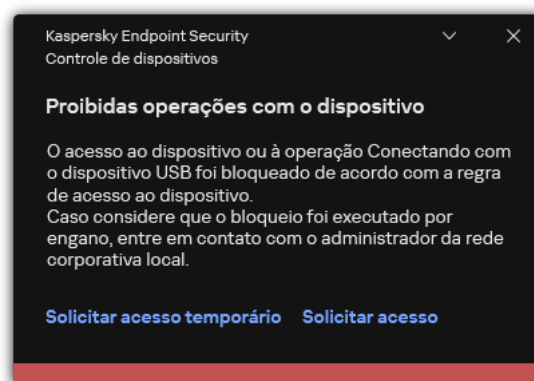 Kaspersky Endpoint Security
Controle de dispositivos
Proibidas operações com o dispositivo
O acesso ao dispositivo ou à operação Conectando com
o dispositivo USB foi bloqueado de acordo com a regra
de acesso ao dispositivo.
Caso considere que o bloqueio foi executado por
engano, entre em contato com o administrador da rede
corporativa local.
Solicitar acesso temporário Solicitar acesso